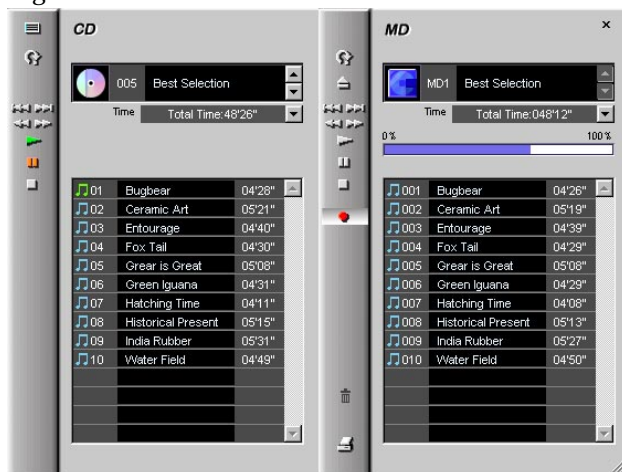 CD
005 Best Selection
Time Total Time:48'26"
01 Bugbear 04'28"
02 Ceramic Art 05'21"
03 Entourage 04'40"
04 Fox Tail 04'30"
05 Grear is Great 05'08"
06 Green Iguana 04'31"
07 Hatching Time 04'11"
08 Historical Present 05'15"
09 India Rubber 05'31"
10 Water Field 04'49"
MD
MD1 Best Selection
Time Total Time:048'12"
0 % 100 %
001 Bugbear 04'26"
002 Ceramic Art 05'19"
003 Entourage 04'39"
004 Fox Tail 04'29"
005 Grear is Great 05'08"
006 Green Iguana 04'29"
007 Hatching Time 04'08"
008 Historical Present 05'13"
009 India Rubber 05'27"
010 Water Field 04'50"